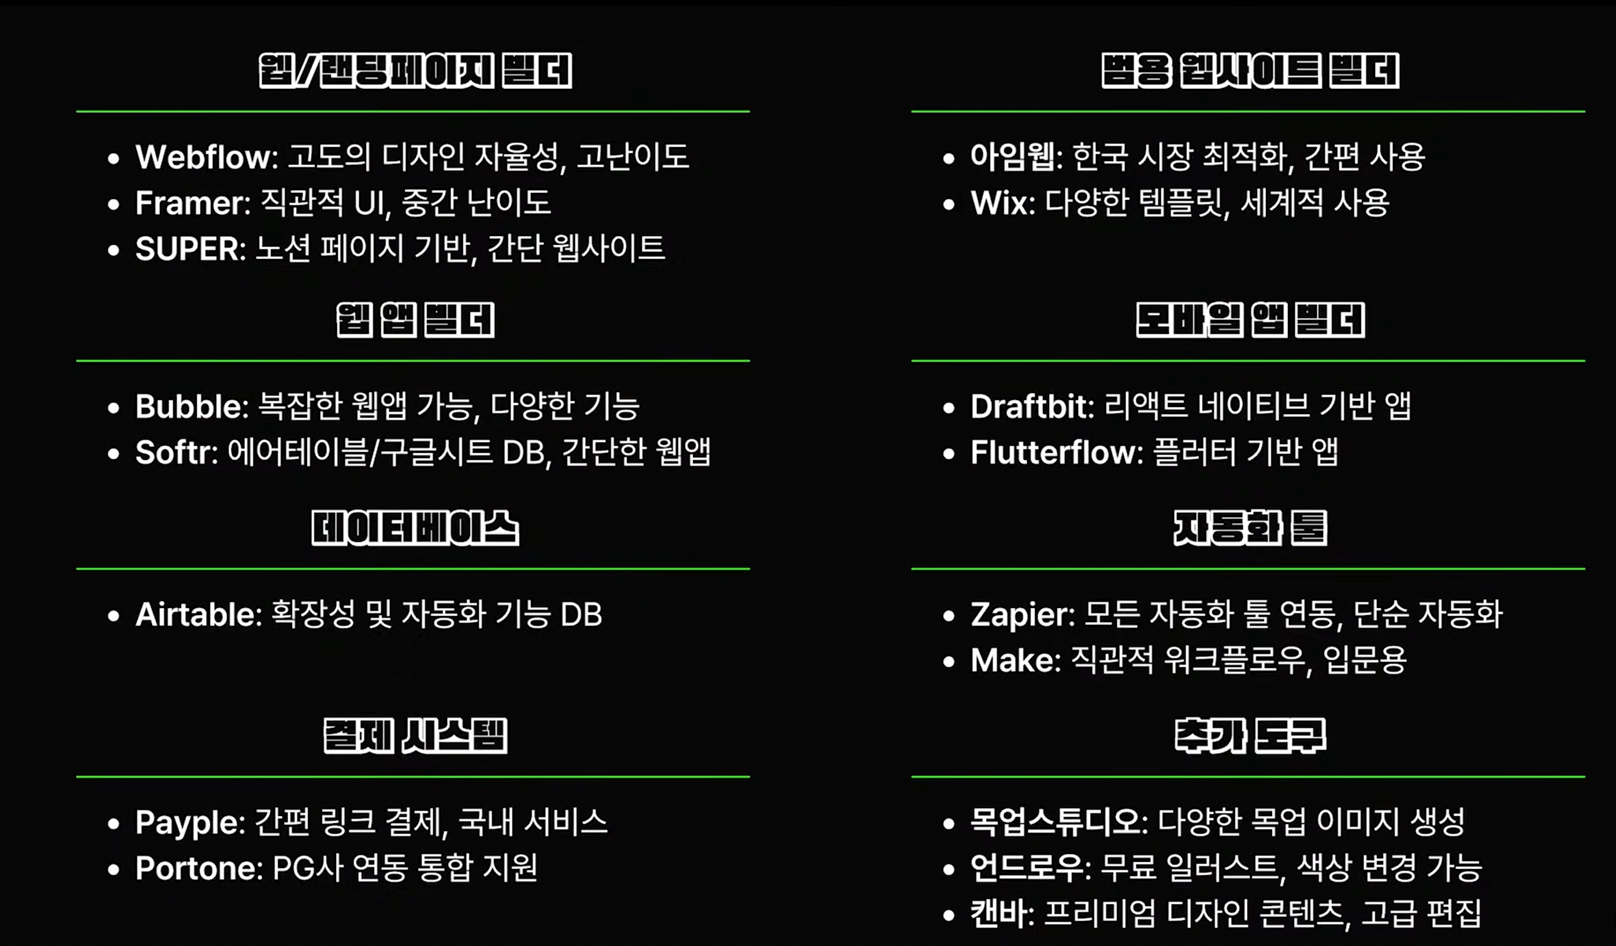 웹/랜딩페이지 빌더
• Webflow: 고도의 디자인 자율성, 고난이도
• Framer: 직관적 UI, 중간 난이도
• SUPER: 노션 페이지 기반, 간단 웹사이트
범용 웹사이트 빌더
• 아임웹: 한국 시장 최적화, 간편 사용
• Wix: 다양한 템플릿, 세계적 사용
웹 앱 빌더
• Bubble: 복잡한 웹앱 가능, 다양한 기능
• Softr: 에어테이블/구글시트 DB, 간단한 웹앱
모바일 앱 빌더
• Draftbit: 리액트 네이티브 기반 앱
• Flutterflow: 플러터 기반 앱
데이터베이스
• Airtable: 확장성 및 자동화 기능 DB
자동화 툴
• Zapier: 모든 자동화 툴 연동, 단순 자동화
• Make: 직관적 워크플로우, 입문용
결제 시스템
• Payple: 간편 링크 결제, 국내 서비스
• Portone: PG사 연동 통합 지원
추가 도구
• 목업스튜디오: 다양한 목업 이미지 생성
• 언드로우: 무료 일러스트, 색상 변경 가능
• 캔바: 프리미엄 디자인 콘텐츠, 고급 편집